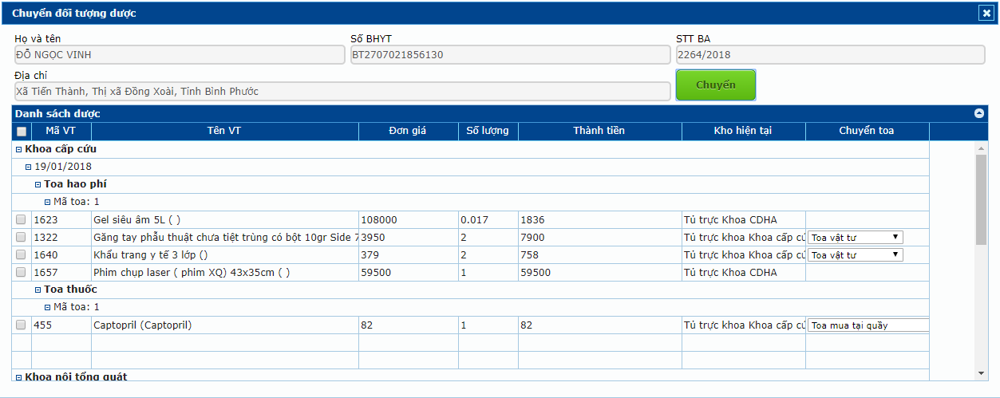 Chuyển đối tượng dược
Họ và tên Số BHYT STT BA
ĐỖ NGỌC VINH BT2707021856130 2264/2018
Địa chỉ
Xã Tiến Thành, Thị xã Đồng Xoài, Tỉnh Bình Phước Chuyển
Danh sách dược
Mã VT Tên VT Đơn giá Số lượng Thành tiền Kho hiện tại Chuyển toa
Khoa cấp cứu
19/01/2018
Toa hao phí
Mã toa: 1
1623 Gel siêu âm 5L ( ) 108000 0.017 1836 Tủ trực Khoa CDHA
1322 Găng tay phẫu thuật chưa tiệt trùng có bột 10gr Side 7 3950 2 7900 Tủ trực khoa Khoa cấp cứ Toa vật tư
1640 Khẩu trang y tế 3 lớp () 379 2 758 Tủ trực khoa Khoa cấp cứ Toa vật tư
1657 Phim chụp laser ( phim XQ) 43x35cm ( ) 59500 1 59500 Tủ trực Khoa CDHA
Toa thuốc
Mã toa: 1
455 Captopril (Captopril) 82 1 82 Tủ trực khoa Khoa cấp cứ Toa mua tại quầy
Khoa nội tổng quát